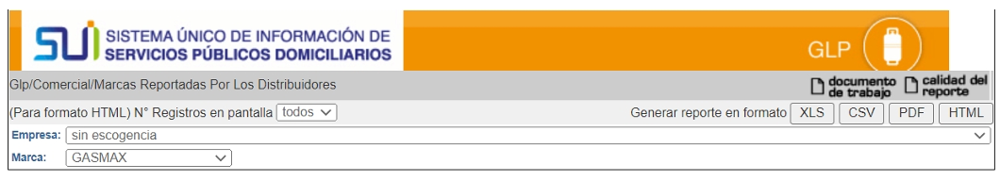 SUI SISTEMA ÚNICO DE INFORMACIÓN DE
SERVICIOS PÚBLICOS DOMICILIARIOS
GLP
Glp/Comercial/Marcas Reportadas Por Los Distribuidores
documento de trabajo
calidad del reporte
(Para formato HTML) N° Registros en pantalla todos
Generar reporte en formato XLS CSV PDF HTML
Empresa: sin escogencia
Marca: GASMAX